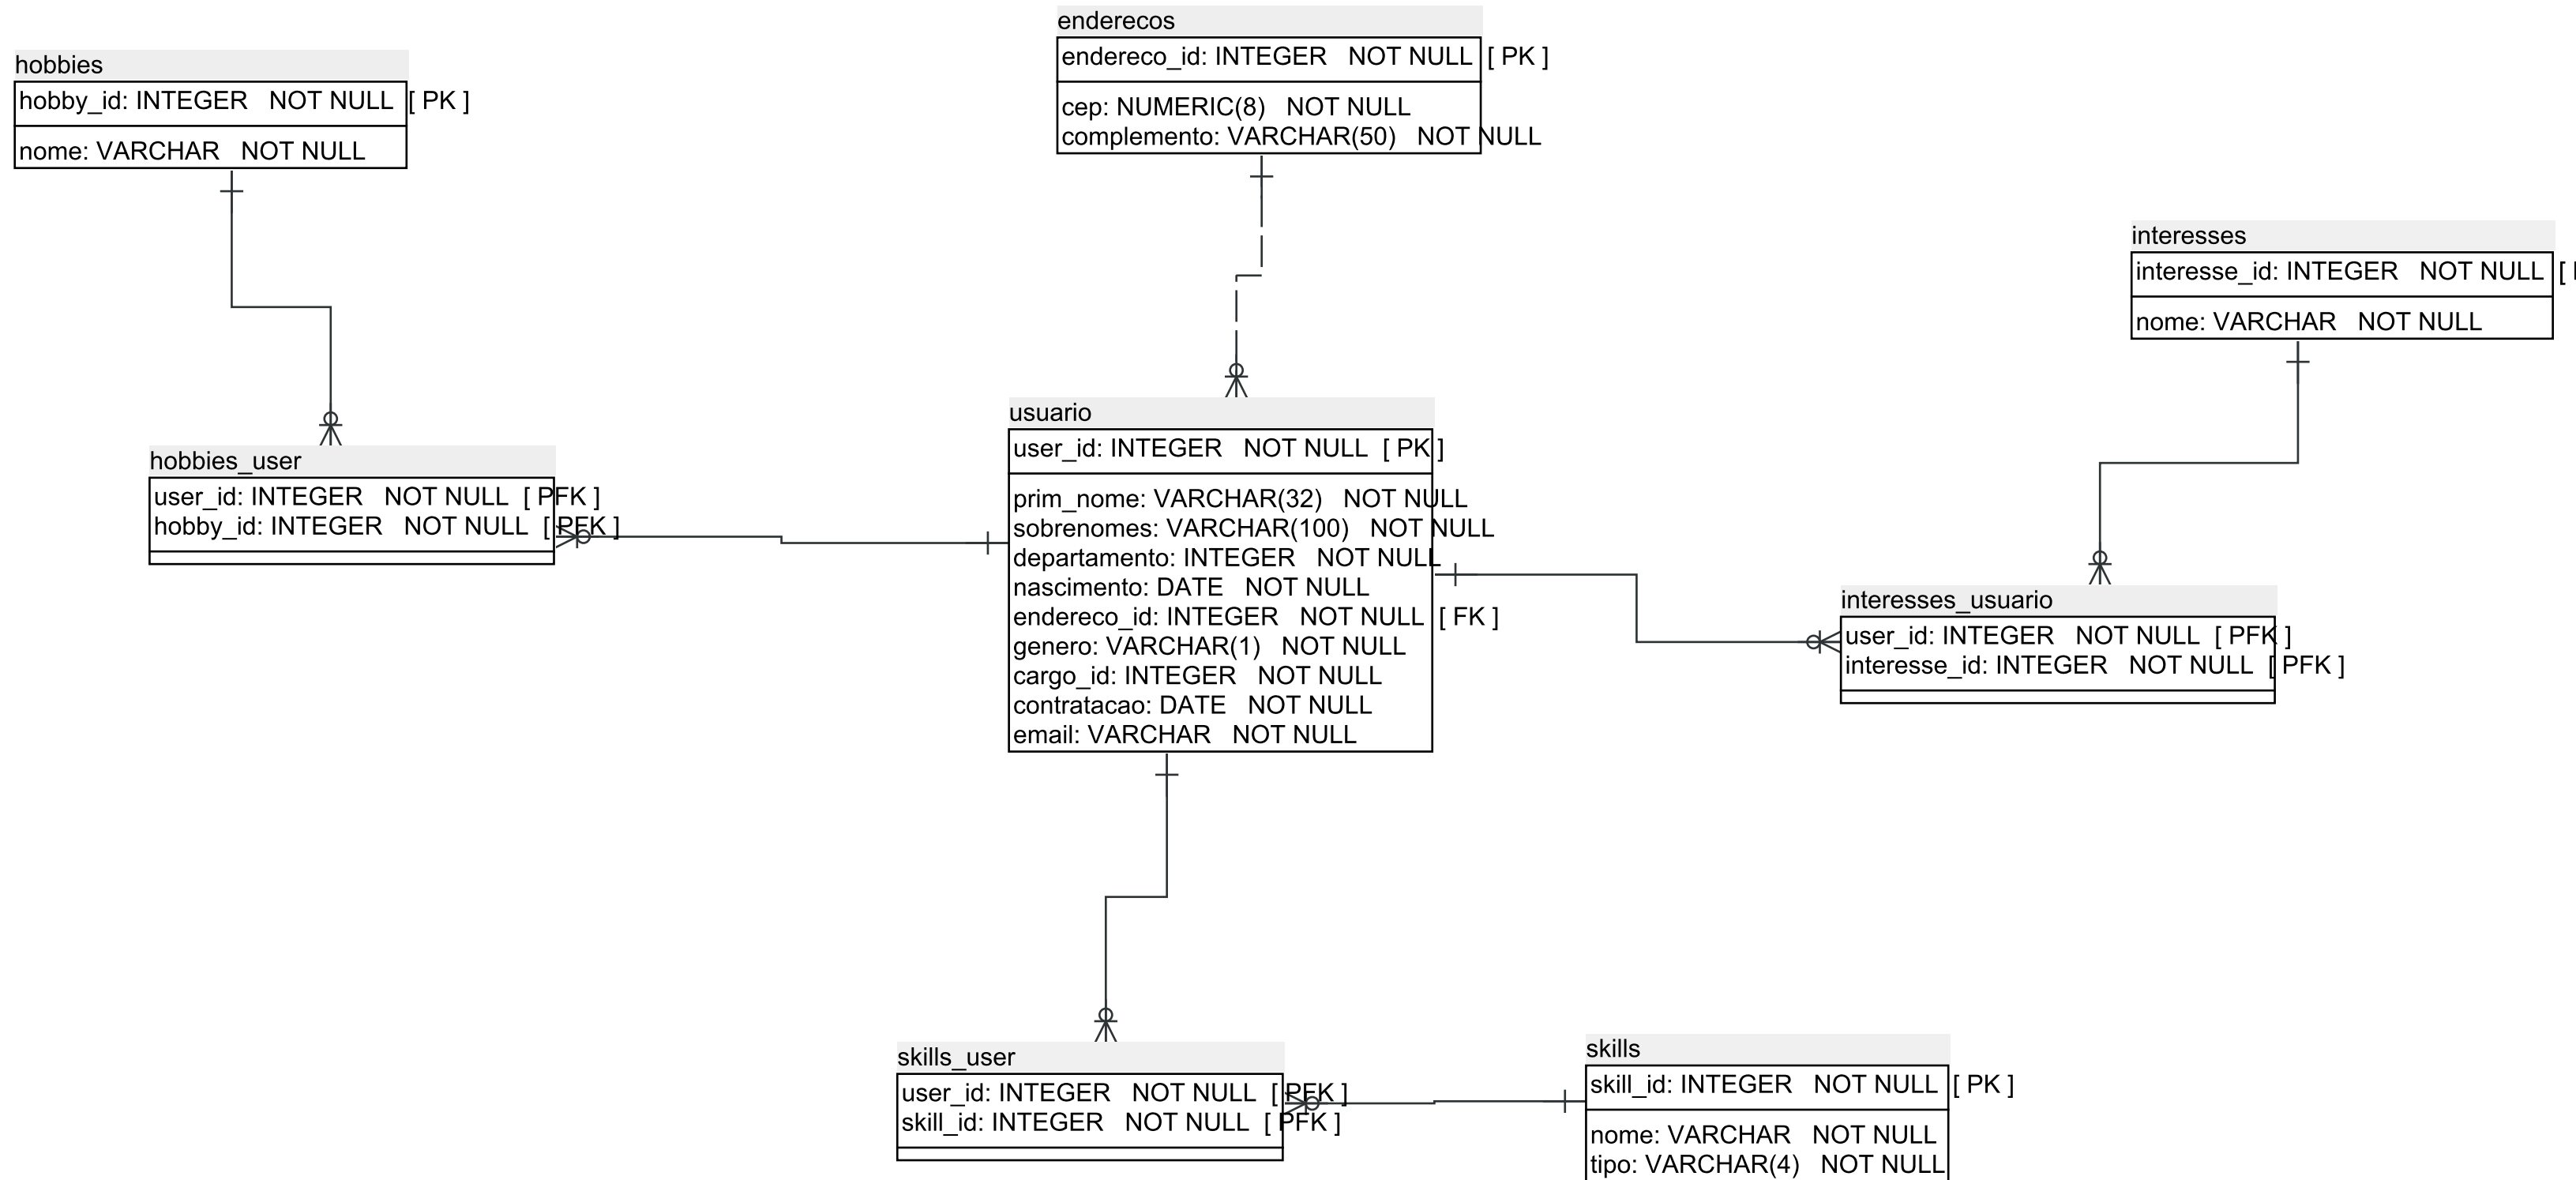 enderecos
endereco_id: INTEGER NOT NULL [ PK ]
cep: NUMERIC(8) NOT NULL
complemento: VARCHAR(50) NOT NULL
hobbies
hobby_id: INTEGER NOT NULL [ PK ]
nome: VARCHAR NOT NULL
interesses
interesse_id: INTEGER NOT NULL [
nome: VARCHAR NOT NULL
usuario
user_id: INTEGER NOT NULL [ PK ]
prim_nome: VARCHAR(32) NOT NULL
sobrenomes: VARCHAR(100) NOT NULL
departamento: INTEGER NOT NULL
nascimento: DATE NOT NULL
endereco_id: INTEGER NOT NULL [ FK ]
genero: VARCHAR(1) NOT NULL
cargo_id: INTEGER NOT NULL
contratacao: DATE NOT NULL
email: VARCHAR NOT NULL
hobbies_user
user_id: INTEGER NOT NULL [ PFK ]
hobby_id: INTEGER NOT NULL [ PFK ]
interesses_usuario
user_id: INTEGER NOT NULL [ PFK ]
interesse_id: INTEGER NOT NULL [ PFK ]
skills_user
user_id: INTEGER NOT NULL [ PFK ]
skill_id: INTEGER NOT NULL [ PFK ]
skills
skill_id: INTEGER NOT NULL [ PK ]
nome: VARCHAR NOT NULL
tipo: VARCHAR(4) NOT NULL